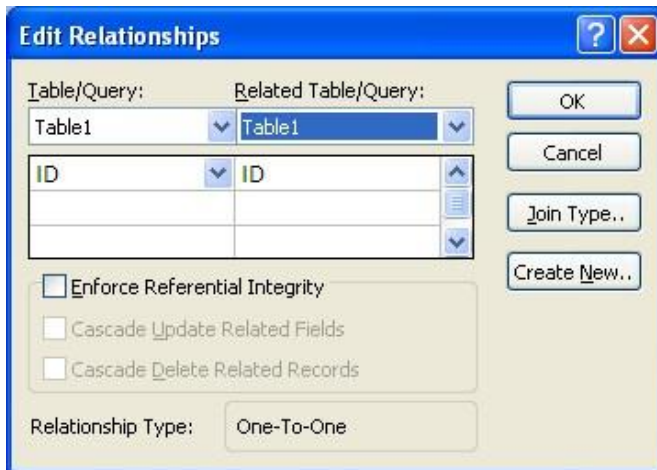 Edit Relationships
Table/Query: Related Table/Query:
Table1 Table1
ID ID
Enforce Referential Integrity
Cascade Update Related Fields
Cascade Delete Related Records
Relationship Type: One-To-One
OK
Cancel
Join Type..
Create New..